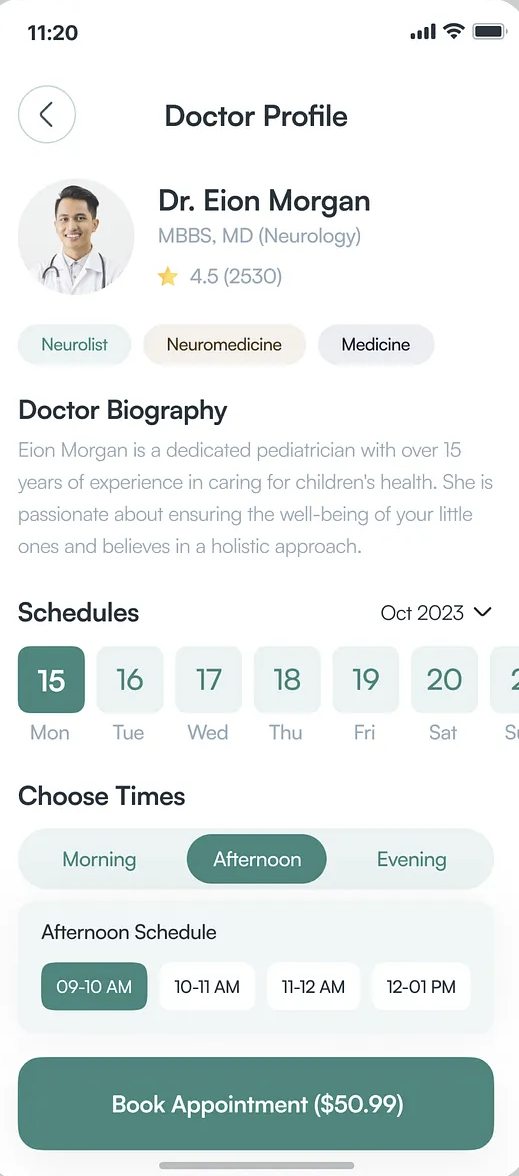 11:20
Doctor Profile
Dr. Eion Morgan
MBBS, MD (Neurology)
4.5 (2530)
Neurolist Neuromedicine Medicine
Doctor Biography
Eion Morgan is a dedicated pediatrician with over 15
years of experience in caring for children's health. She is
passionate about ensuring the well-being of your little
ones and believes in a holistic approach.
Schedules Oct 2023
15 16 17 18 19 20
Mon Tue Wed Thu Fri Sat
Choose Times
Morning Afternoon Evening
Afternoon Schedule
09-10 AM 10-11 AM 11-12 AM 12-01 PM
Book Appointment ($50.99)